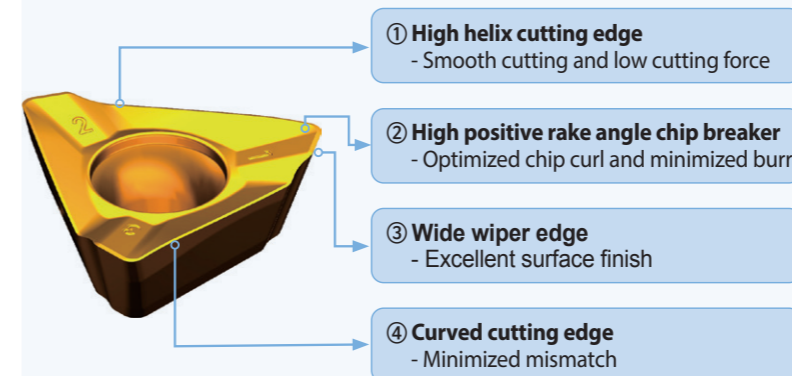 ① High helix cutting edge
- Smooth cutting and low cutting force
② High positive rake angle chip breaker
- Optimized chip curl and minimized burr
③ Wide wiper edge
- Excellent surface finish
④ Curved cutting edge
- Minimized mismatch
2
1